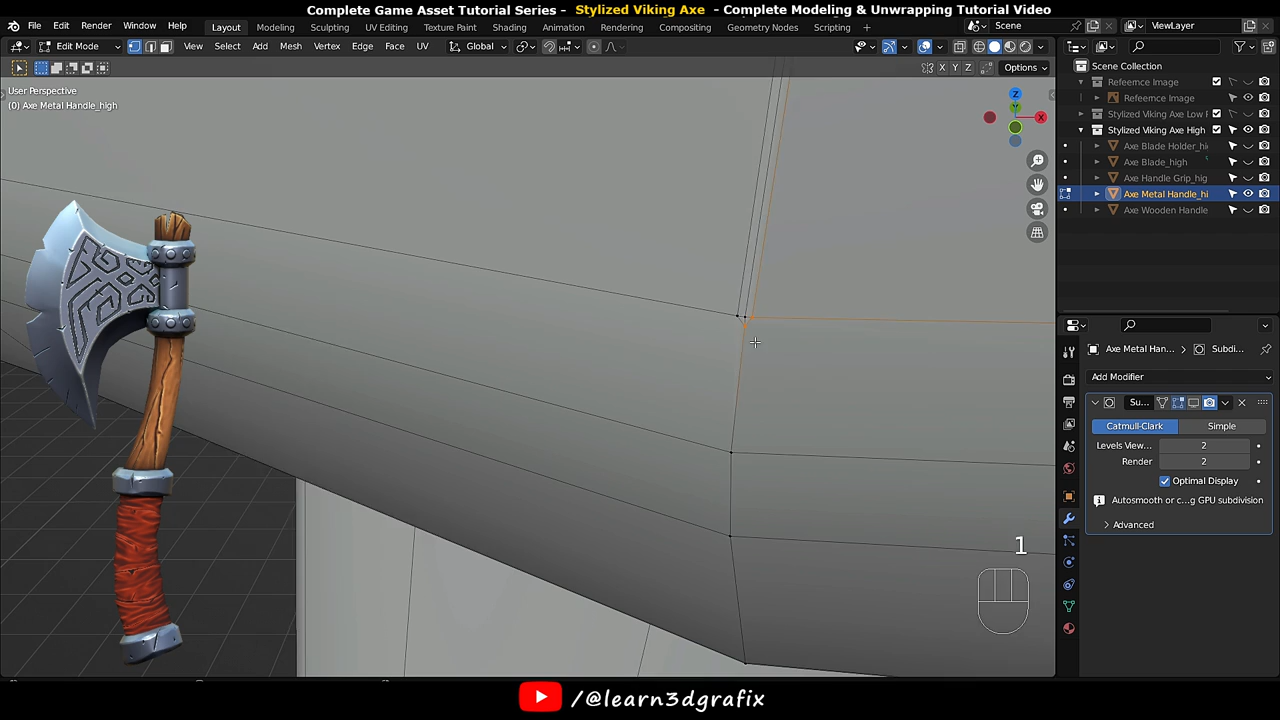 Complete Game Asset Tutorial Series - Stylized Viking Axe - Complete Modeling & Unwrapping Tutorial Video
File Edit Render Window Help Layout Modeling Sculpting UV Editing Texture Paint Shading Animation Rendering Compositing Geometry Nodes Scripting Scene ViewLayer
Edit Mode View Select Add Mesh Vertex Edge Face UV Global
X Y Z Options
User Perspective
(0) Axe Metal Handle_high
Z
Y
X
Scene Collection
Refeernce Image
Refeernce Image
Stylized Viking Axe Low
Stylized Viking Axe High
Axe Blade Holder_hi
Axe Blade_high
Axe Handle Grip_hig
Axe Metal Handle_hi
Axe Wooden Handle
Axe Metal Han... Subdi...
Add Modifier
Su...
Catmull-Clark Simple
Levels View... 2
Render 2
Optimal Display
Autosmooth or c...g GPU subdivision
Advanced
1
/@learn3dgrafix